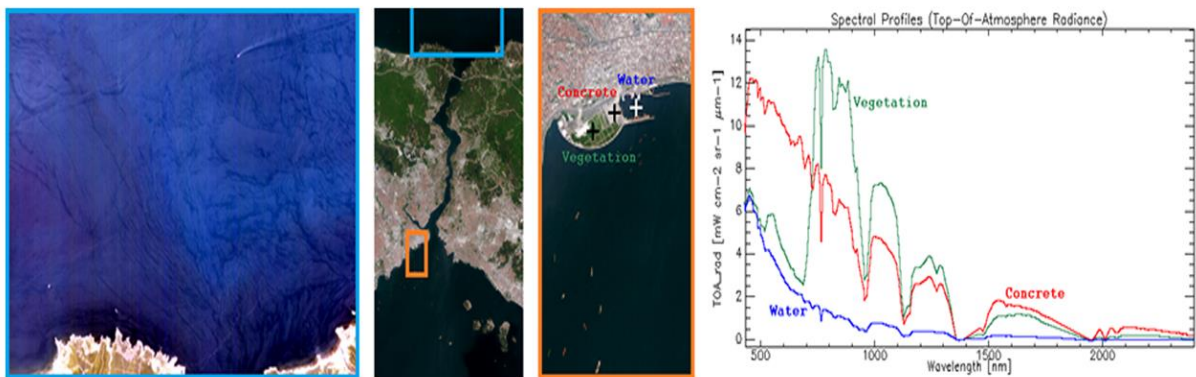 Water
Concrete
Vegetation
Spectral Profiles (Top-Of-Atmosphere Radiance)
TOA_rad [mW cm-2 sr-1 μm-1]
14
12
10
8
6
4
2
0
Vegetation
Concrete
Water
500
1000
1500
2000
Wavelength [nm]